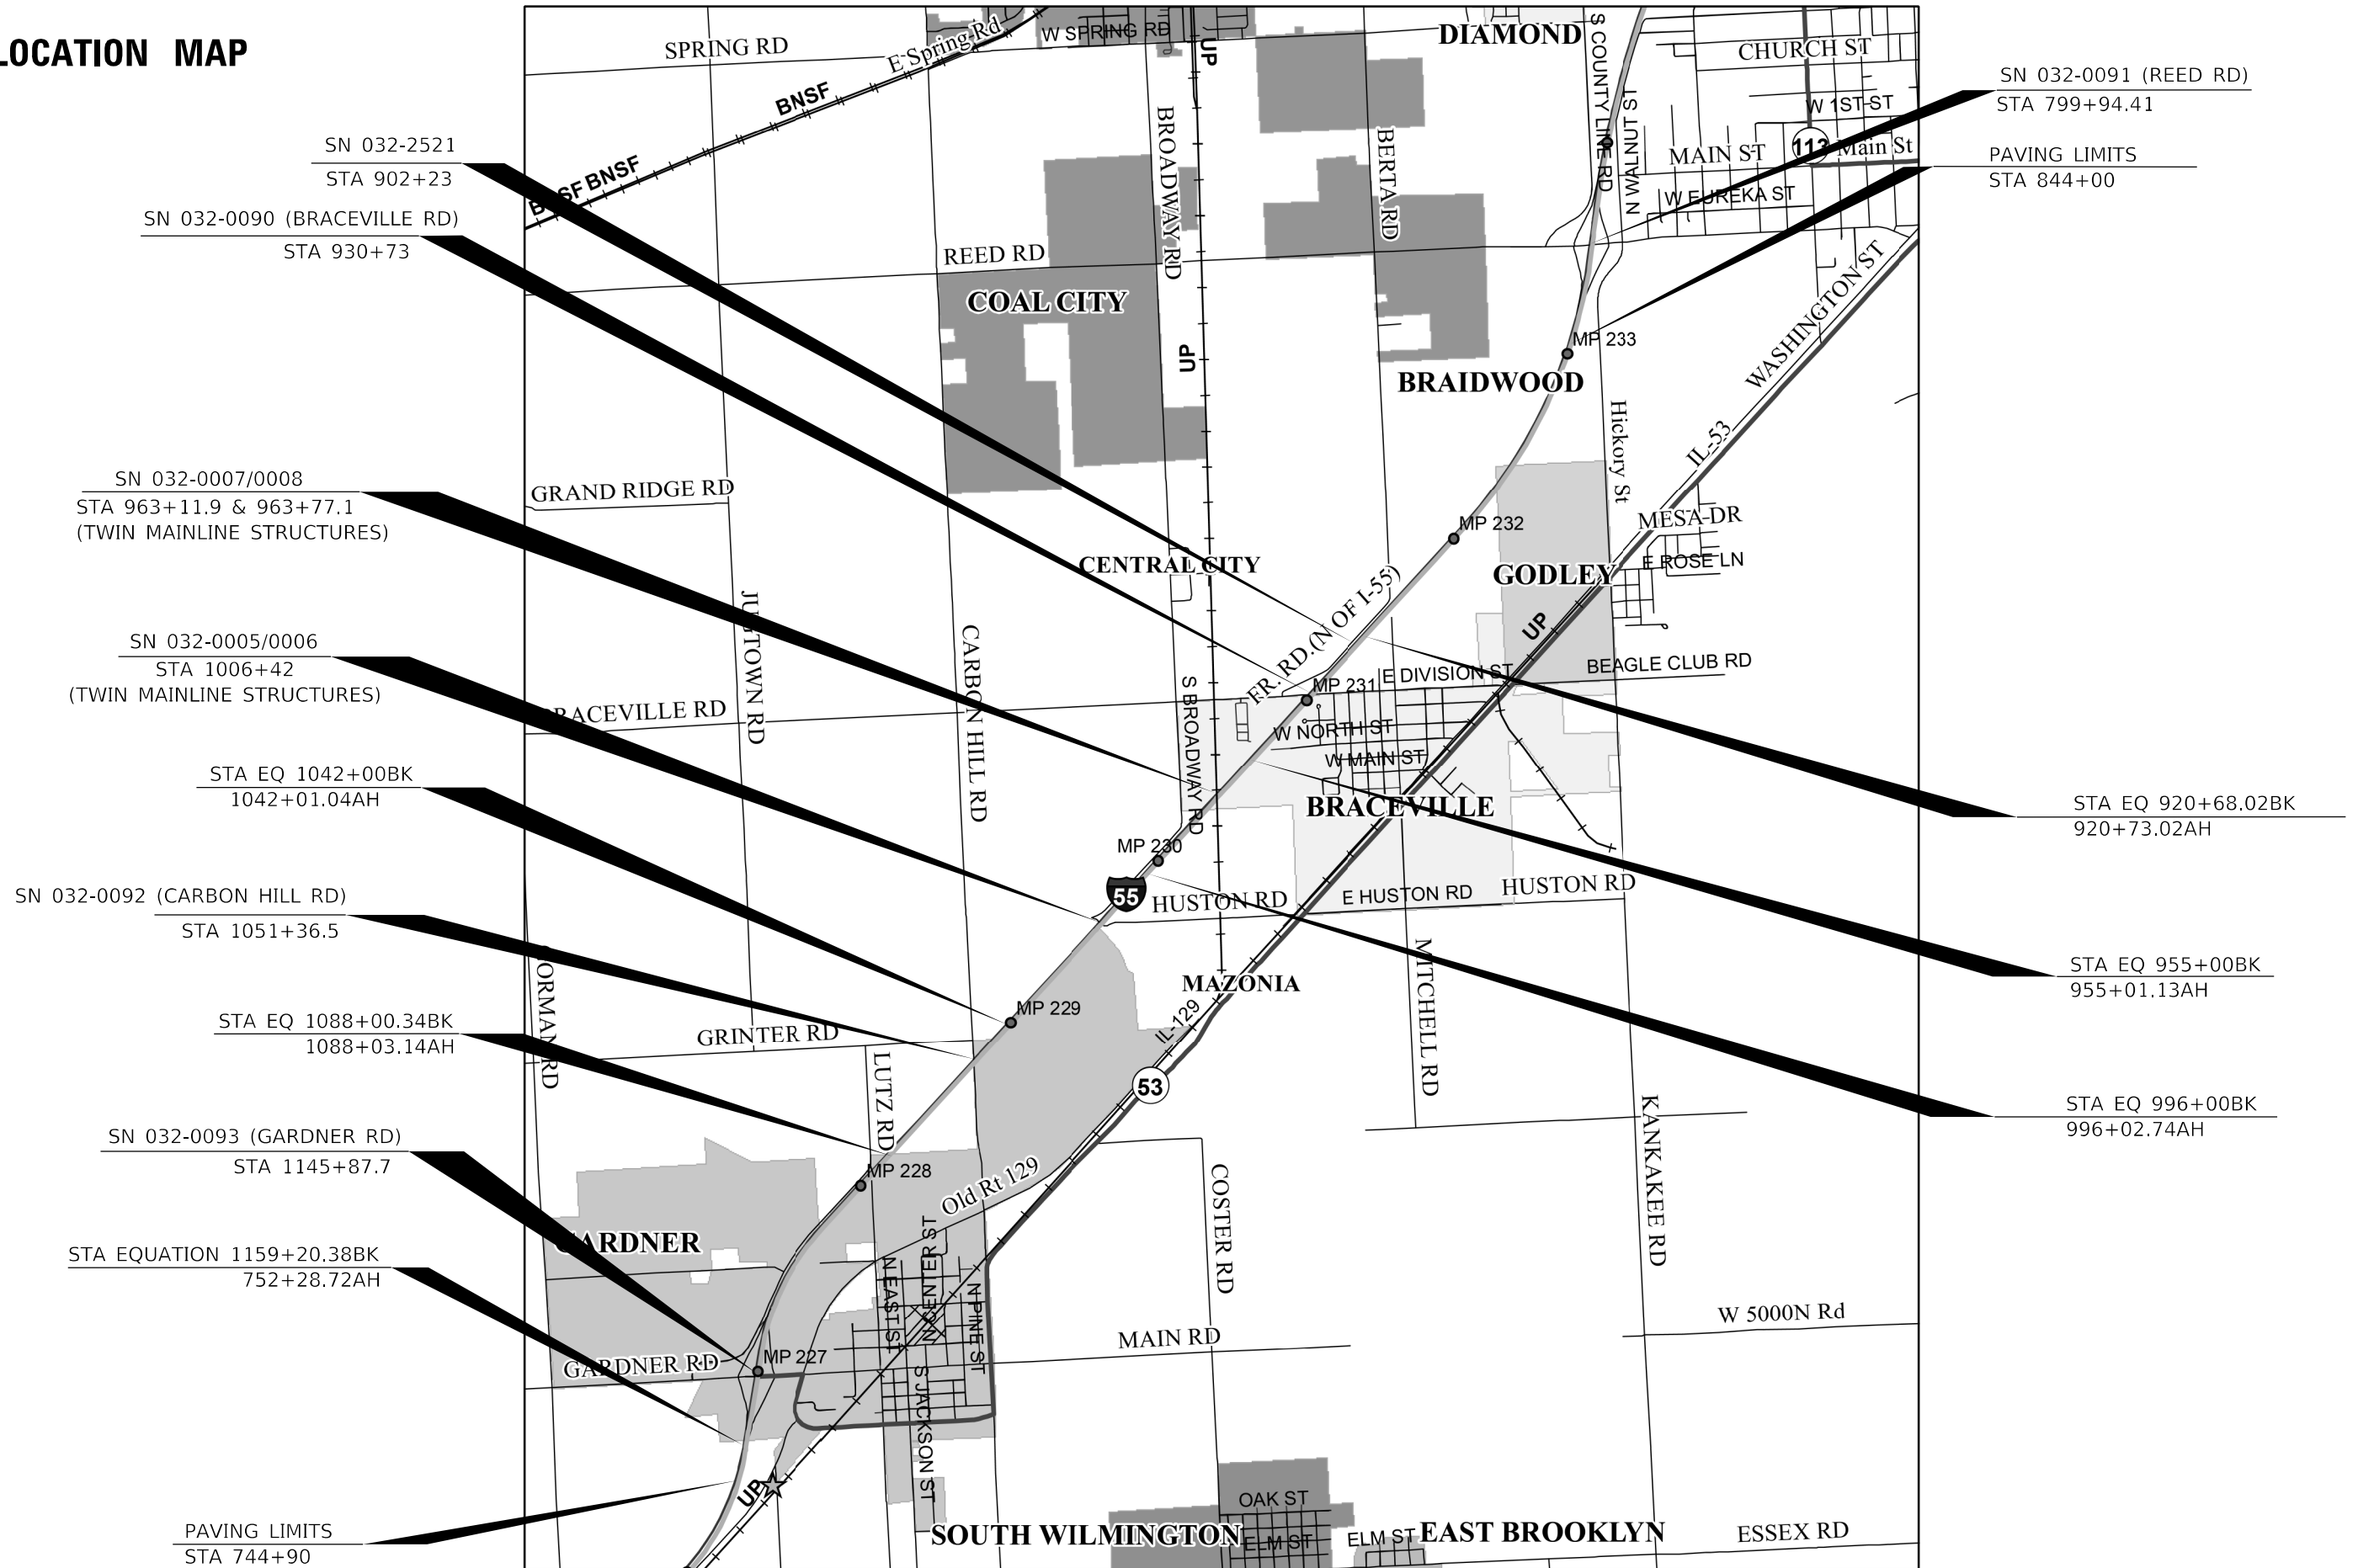 LOCATION MAP
SN 032-2521
STA 902+23
SN 032-0090 (BRACEVILLE RD)
STA 930+73
SN 032-0007/0008
STA 963+11.9 & 963+77.1
(TWIN MAINLINE STRUCTURES)
SN 032-0005/0006
STA 1006+42
(TWIN MAINLINE STRUCTURES)
STA EQ 1042+00BK
1042+01.04AH
SN 032-0092 (CARBON HILL RD)
STA 1051+36.5
STA EQ 1088+00.34BK
1088+03.14AH
SN 032-0093 (GARDNER RD)
STA 1145+87.7
STA EQUATION 1159+20.38BK
752+28.72AH
PAVING LIMITS
STA 744+90
SPRING RD
E Spring Rd
W SPRING RD
UP
DIAMOND
S COUNTY LINE RD
CHURCH ST
W 1ST ST
N WALNUT ST
113
Main St
MAIN ST
W EUREKA ST
BNSF
BNSF
BROADWAY RD
BERTA RD
REED RD
COAL CITY
UP
MP 233
BRAIDWOOD
WASHINGTON ST
IL-53
Hickory St
GRAND RIDGE RD
MP 232
MESA DR
E ROSE LN
CENTRAL CITY
GODLEY
FR. RD.(N OF I-55)
UP
JUGTOWN RD
CARBON HILL RD
S BROADWAY RD
MP 231
E DIVISION ST
BEAGLE CLUB RD
BRACEVILLE RD
W NORTH ST
W MAIN ST
BRACEVILLE
MP 230
55
HUSTON RD
E HUSTON RD
HUSTON RD
MITCHELL RD
MAZONIA
MP 229
IL-129
GORMAN RD
GRINTER RD
LUTZ RD
53
KANKAKEE RD
MP 228
Old Rt 129
COSTER RD
GARDNER
N EAST ST
N CENTER ST
N PINE ST
W 5000N Rd
MAIN RD
GARDNER RD
MP 227
S JACKSON ST
UP
OAK ST
SOUTH WILMINGTON
ELM ST
ELM ST
EAST BROOKLYN
ESSEX RD
SN 032-0091 (REED RD)
STA 799+94.41
PAVING LIMITS
STA 844+00
STA EQ 920+68.02BK
920+73.02AH
STA EQ 955+00BK
955+01.13AH
STA EQ 996+00BK
996+02.74AH